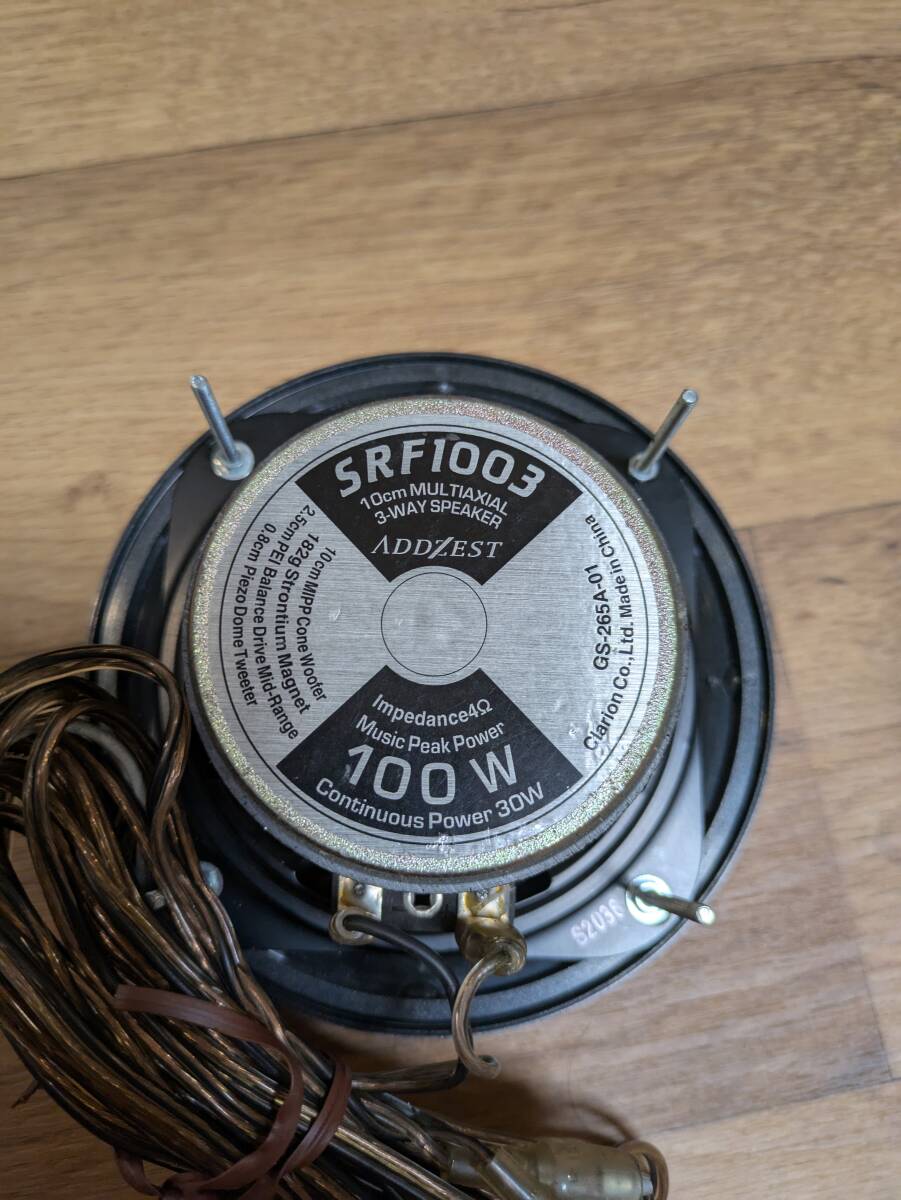 SRF1003
10cm MULTIAXIAL
3-WAY SPEAKER
ADDZEST
10cm MIPP Cone Woofer
182g Strontium Magnet
2.5cm PEI Balance Drive Mid-Range
0.8cm Piezo Dome Tweeter
GS-265A-01
Clarion Co., Ltd. Made in China
Impedance4Ω
Music Peak Power
100 W
Continuous Power 30W